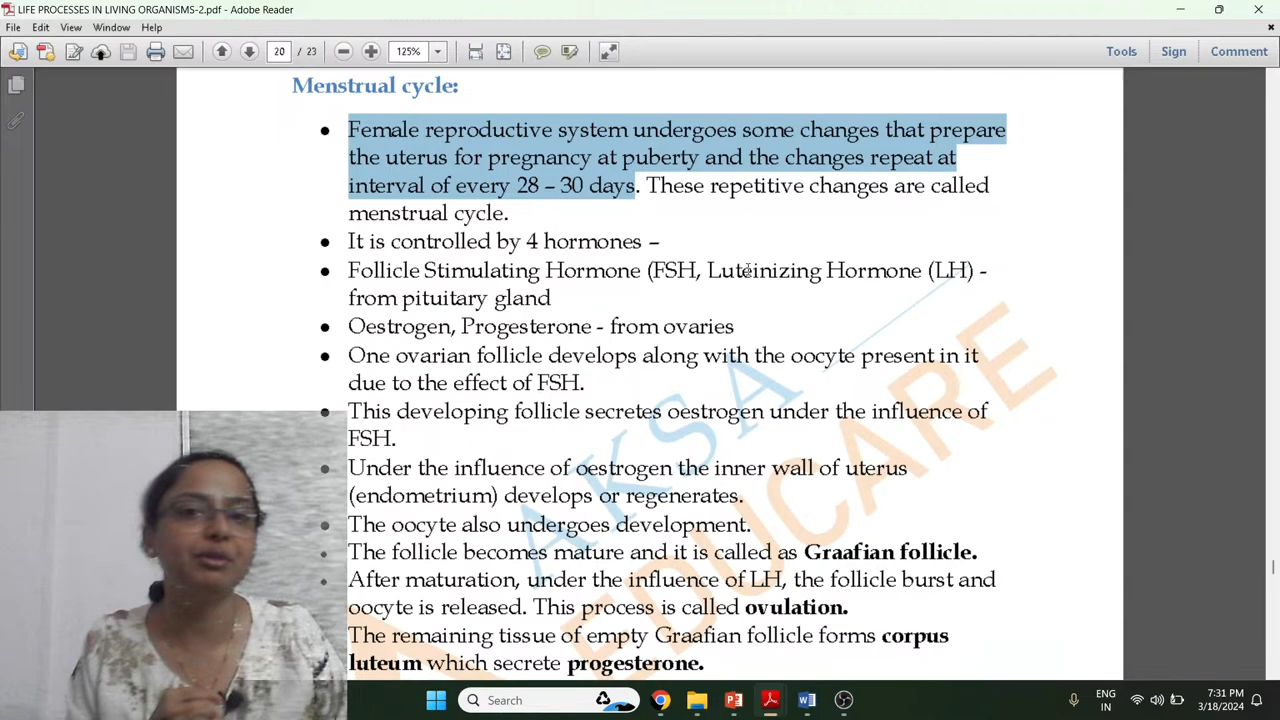 LIFE PROCESSES IN LIVING ORGANISMS-2.pdf - Adobe Reader
File Edit View Window Help
20 / 23 125% Tools Sign Comment
Menstrual cycle:
• Female reproductive system undergoes some changes that prepare
the uterus for pregnancy at puberty and the changes repeat at
interval of every 28 – 30 days. These repetitive changes are called
menstrual cycle.
• It is controlled by 4 hormones –
• Follicle Stimulating Hormone (FSH, Luteinizing Hormone (LH) -
from pituitary gland
• Oestrogen, Progesterone - from ovaries
• One ovarian follicle develops along with the oocyte present in it
due to the effect of FSH.
• This developing follicle secretes oestrogen under the influence of
FSH.
• Under the influence of oestrogen the inner wall of uterus
(endometrium) develops or regenerates.
• The oocyte also undergoes development.
• The follicle becomes mature and it is called as Graafian follicle.
• After maturation, under the influence of LH, the follicle burst and
oocyte is released. This process is called ovulation.
The remaining tissue of empty Graafian follicle forms corpus
luteum which secrete progesterone.
AKSA
EDUCARE
Search
ENG
IN
7:31 PM
3/18/2024